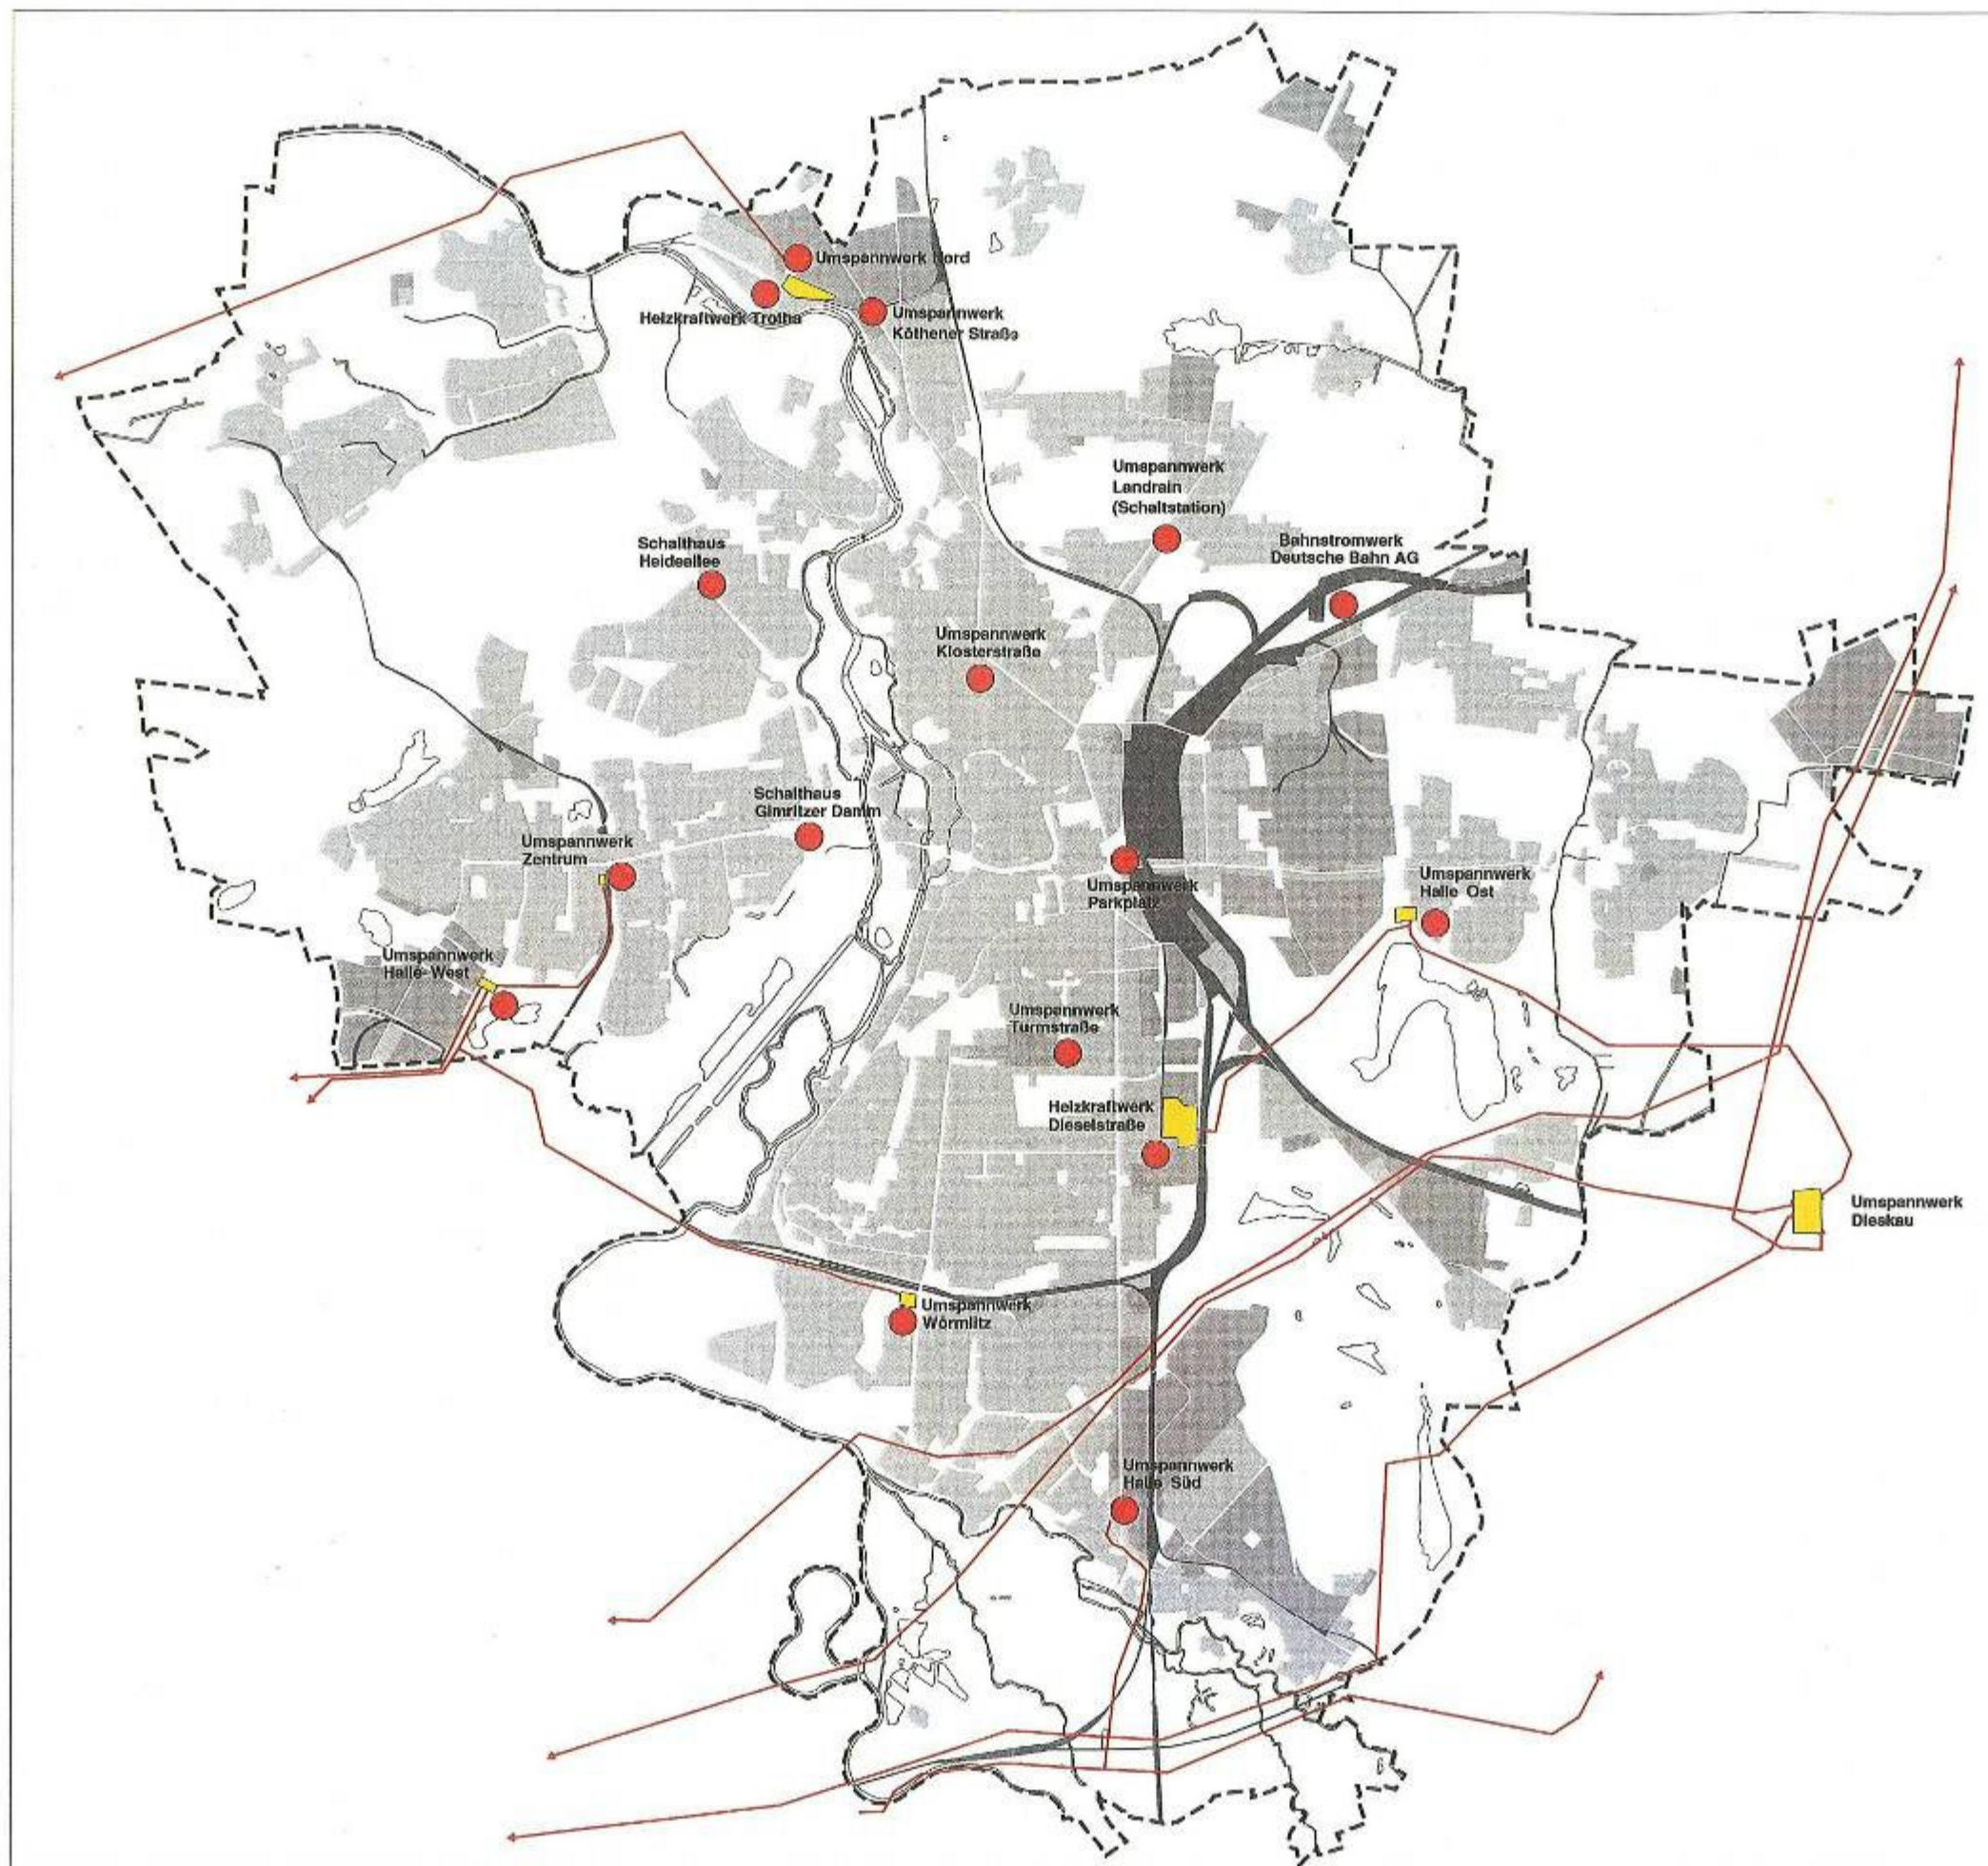 Umspannwerk Nord
Heizkraftwerk Trotha
Umspannwerk
Köthener Straße
Umspannwerk
Landrain
(Schaltstation)
Schalthaus
Heideallee
Bahnstromwerk
Deutsche Bahn AG
Umspannwerk
Klosterstraße
Schalthaus
Gimritzer Damm
Umspannwerk
Zentrum
Umspannwerk
Parkplatz
Umspannwerk
Halle Ost
Umspannwerk
Halle-West
Umspannwerk
Turmstraße
Heizkraftwerk
Dieselstraße
Umspannwerk
Dieskau
Umspannwerk
Wörmlitz
Umspannwerk
Halle Süd